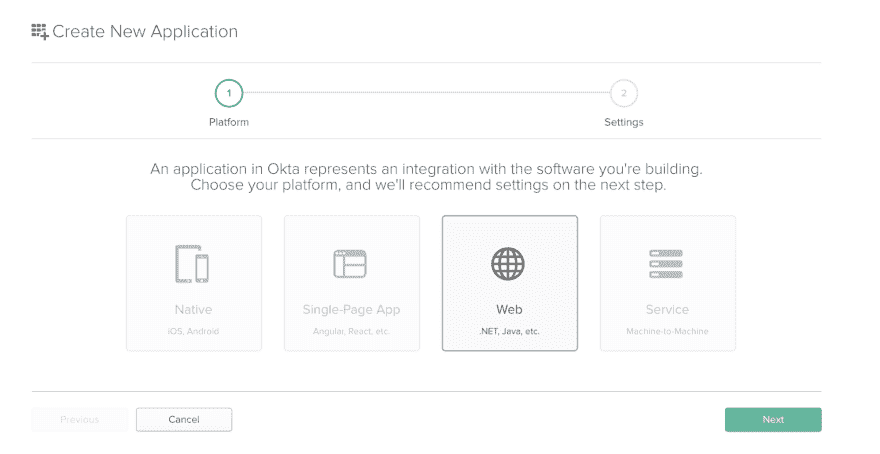 Create New Application
1
2
Platform
Settings
An application in Okta represents an integration with the software you're building.
Choose your platform, and we'll recommend settings on the next step.
Native
iOS, Android
Single-Page App
Angular, React, etc.
Web
.NET, Java, etc.
Service
Machine-to-Machine
Previous
Cancel
Next